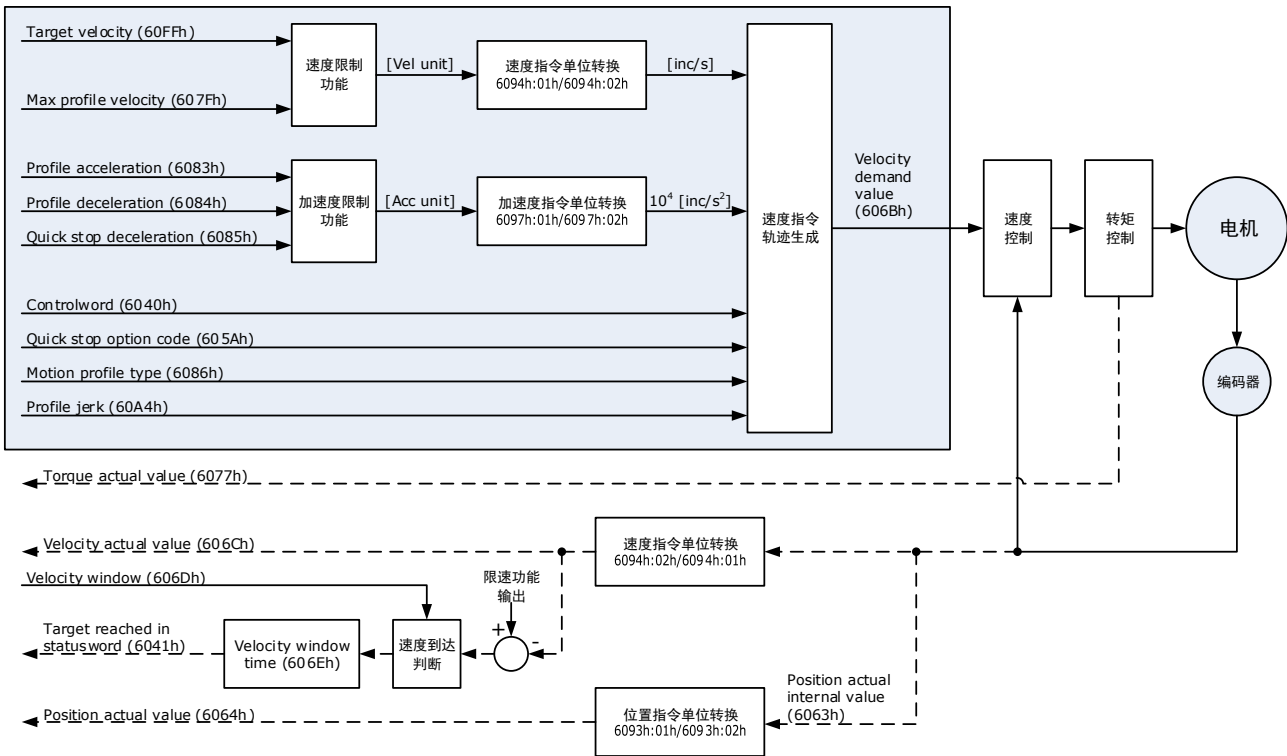 Target velocity (60FFh)
Max profile velocity (607Fh)
速度限制
功能
[Vel unit]
速度指令单位转换
6094h:01h/6094h:02h
[inc/s]
Profile acceleration (6083h)
Profile deceleration (6084h)
Quick stop deceleration (6085h)
加速度限制
功能
[Acc unit]
加速度指令单位转换
6097h:01h/6097h:02h
10⁴ [inc/s²]
Controlword (6040h)
Quick stop option code (605Ah)
Motion profile type (6086h)
Profile jerk (60A4h)
速度指令
轨迹生成
Velocity
demand
value
(606Bh)
速度
控制
转矩
控制
电机
编码器
Torque actual value (6077h)
Velocity actual value (606Ch)
速度指令单位转换
6094h:02h/6094h:01h
Velocity window (606Dh)
限速功能
输出
+
-
Target reached in
statusword (6041h)
Velocity window
time (606Eh)
速度到达
判断
Position actual value (6064h)
位置指令单位转换
6093h:01h/6093h:02h
Position actual
internal value
(6063h)